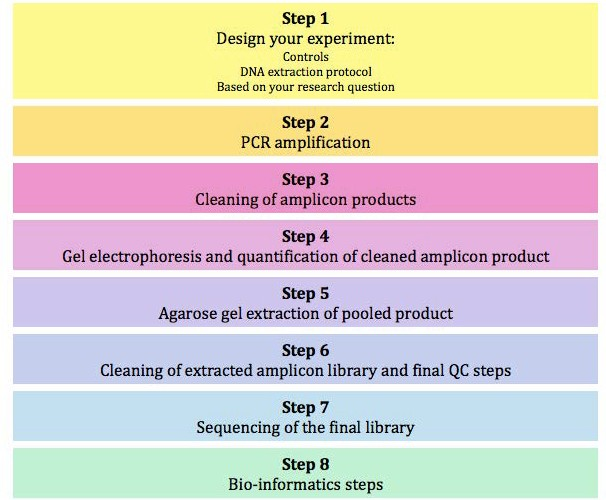 Step 1
Design your experiment:
Controls
DNA extraction protocol
Based on your research question
Step 2
PCR amplification
Step 3
Cleaning of amplicon products
Step 4
Gel electrophoresis and quantification of cleaned amplicon product
Step 5
Agarose gel extraction of pooled product
Step 6
Cleaning of extracted amplicon library and final QC steps
Step 7
Sequencing of the final library
Step 8
Bio-informatics steps